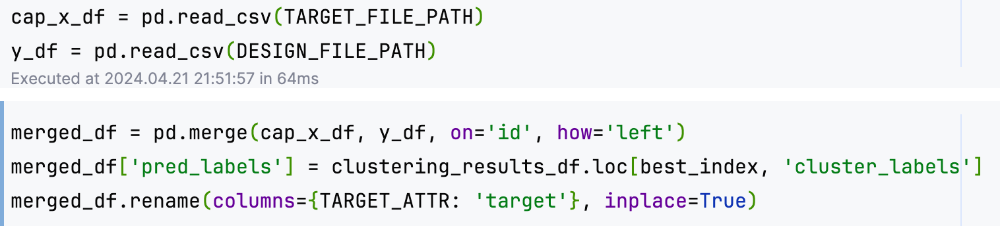 cap_x_df = pd.read_csv(TARGET_FILE_PATH)
y_df = pd.read_csv(DESIGN_FILE_PATH)
Executed at 2024.04.21 21:51:57 in 64ms
merged_df = pd.merge(cap_x_df, y_df, on='id', how='left')
merged_df['pred_labels'] = clustering_results_df.loc[best_index, 'cluster_labels']
merged_df.rename(columns={TARGET_ATTR: 'target'}, inplace=True)